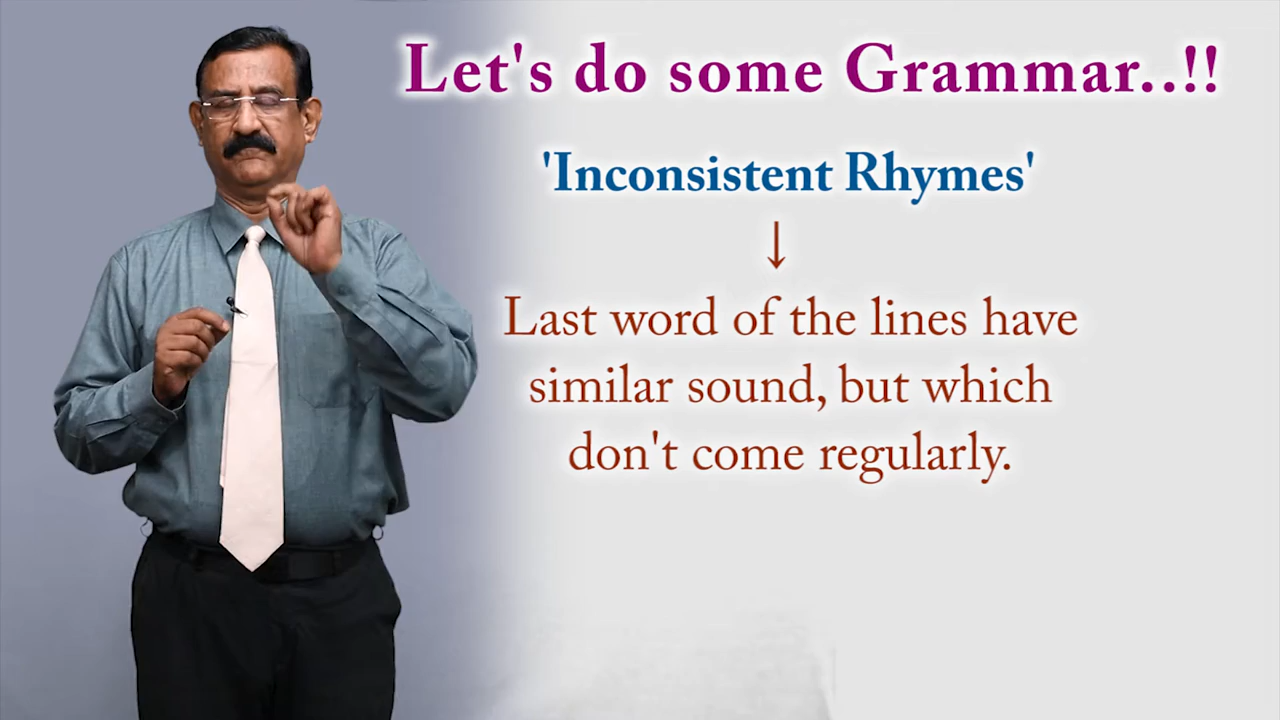 Let's do some Grammar..!!
'Inconsistent Rhymes'
↓
Last word of the lines have
similar sound, but which
don't come regularly.